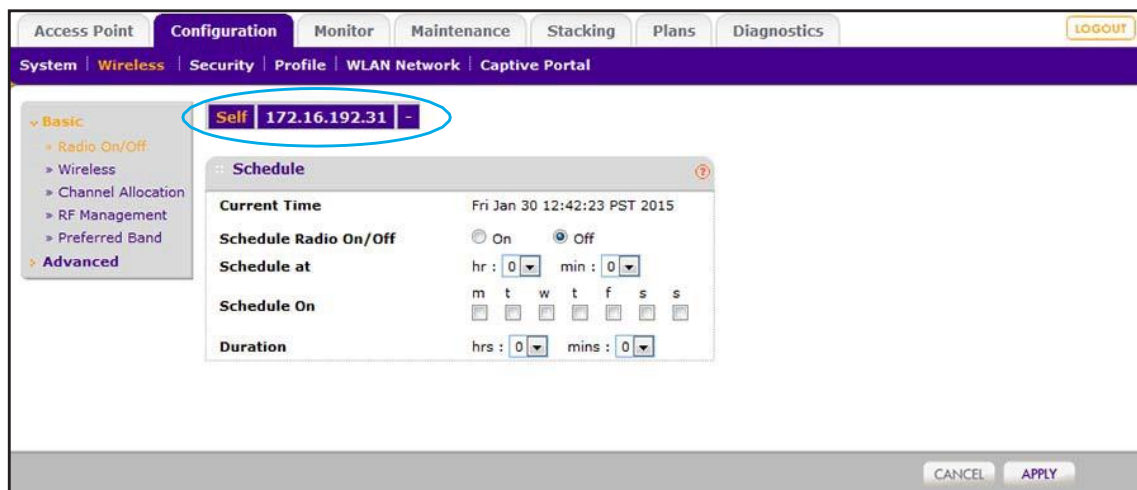 Access Point Configuration Monitor Maintenance Stacking Plans Diagnostics LOGOUT
System | Wireless | Security | Profile | WLAN Network | Captive Portal
Basic
» Radio On/Off
» Wireless
» Channel Allocation
» RF Management
» Preferred Band
Advanced
Self 172.16.192.31 -
Schedule ?
Current Time Fri Jan 30 12:42:23 PST 2015
Schedule Radio On/Off On Off
Schedule at hr : 0 min : 0
m t w t f s s
Schedule On
Duration hrs : 0 mins : 0
CANCEL APPLY